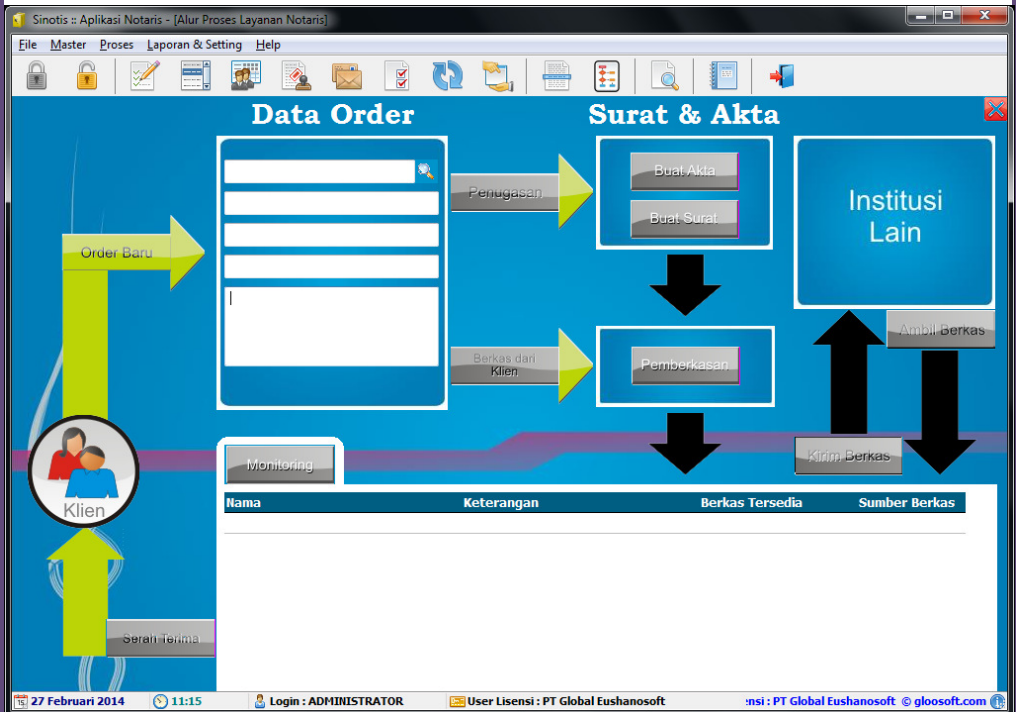 Sinotis :: Aplikasi Notaris - [Alur Proses Layanan Notaris]
File Master Proses Laporan & Setting Help
Data Order
Surat & Akta
Buat Akta
Penugasan
Buat Surat
Institusi
Lain
Order Baru
Ambil Berkas
Berkas dari
Klien
Pemberkasan
Kirim Berkas
Monitoring
Klien
Nama Keterangan Berkas Tersedia Sumber Berkas
Serah Terima
15 27 Februari 2014 11:15 Login : ADMINISTRATOR User Lisensi : PT Global Eushanosoft ensi : PT Global Eushanosoft © gloosoft.com